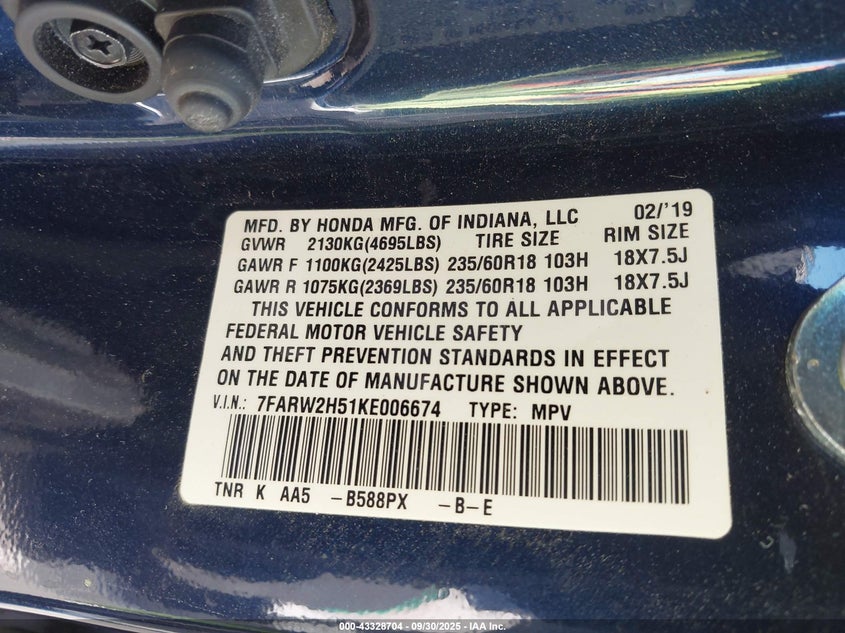 MFD. BY HONDA MFG. OF INDIANA, LLC 02/'19
GVWR 2130KG(4695LBS) TIRE SIZE RIM SIZE
GAWR F 1100KG(2425LBS) 235/60R18 103H 18X7.5J
GAWR R 1075KG(2369LBS) 235/60R18 103H 18X7.5J
THIS VEHICLE CONFORMS TO ALL APPLICABLE
FEDERAL MOTOR VEHICLE SAFETY
AND THEFT PREVENTION STANDARDS IN EFFECT
ON THE DATE OF MANUFACTURE SHOWN ABOVE.
V.I.N.: 7FARW2H51KE006674 TYPE: MPV
TNR K AA5 -B588PX -B-E
000-43328704 - 09/30/2025 - IAA Inc.